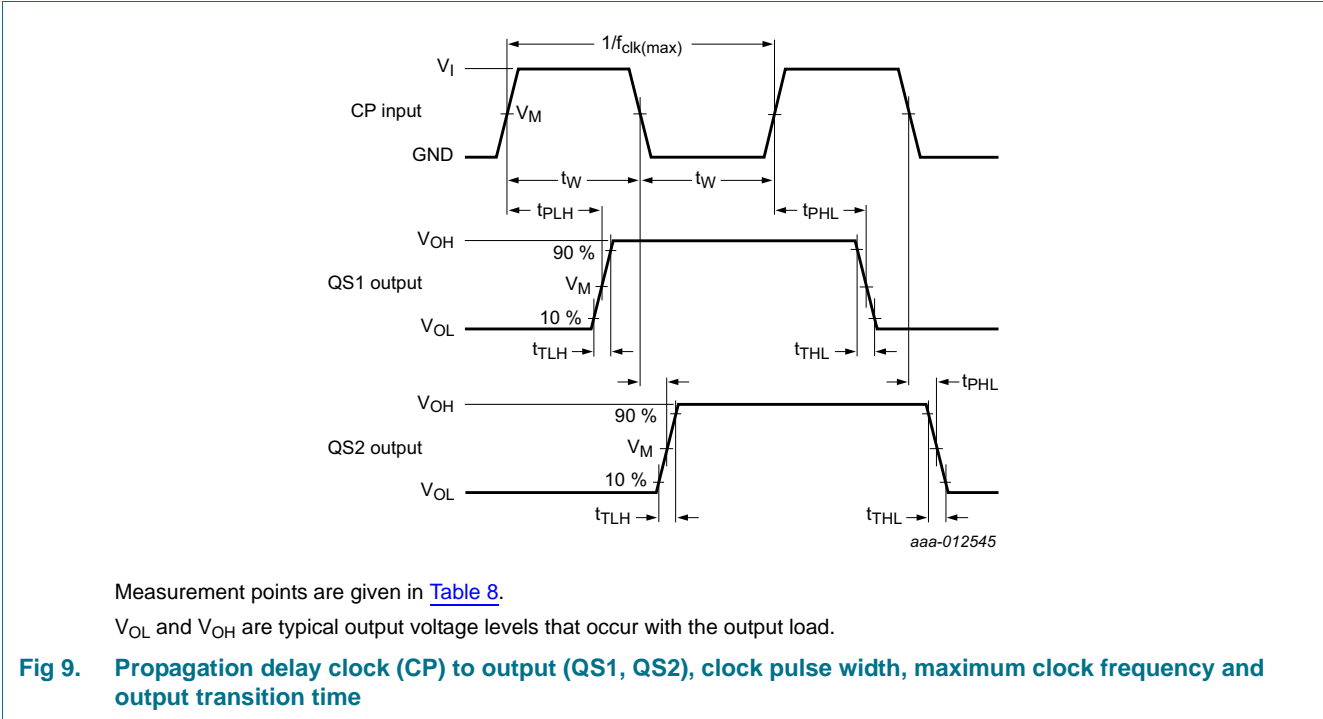 1/fclk(max)
VI
CP input
VM
GND
tW
tW
tPLH
tPHL
VOH
90 %
QS1 output
VM
10 %
VOL
tTLH
tTHL
tPHL
VOH
90 %
QS2 output
VM
10 %
VOL
tTLH
tTHL
aaa-012545
Measurement points are given in Table 8.
VOL and VOH are typical output voltage levels that occur with the output load.
Fig 9. Propagation delay clock (CP) to output (QS1, QS2), clock pulse width, maximum clock frequency and
output transition time